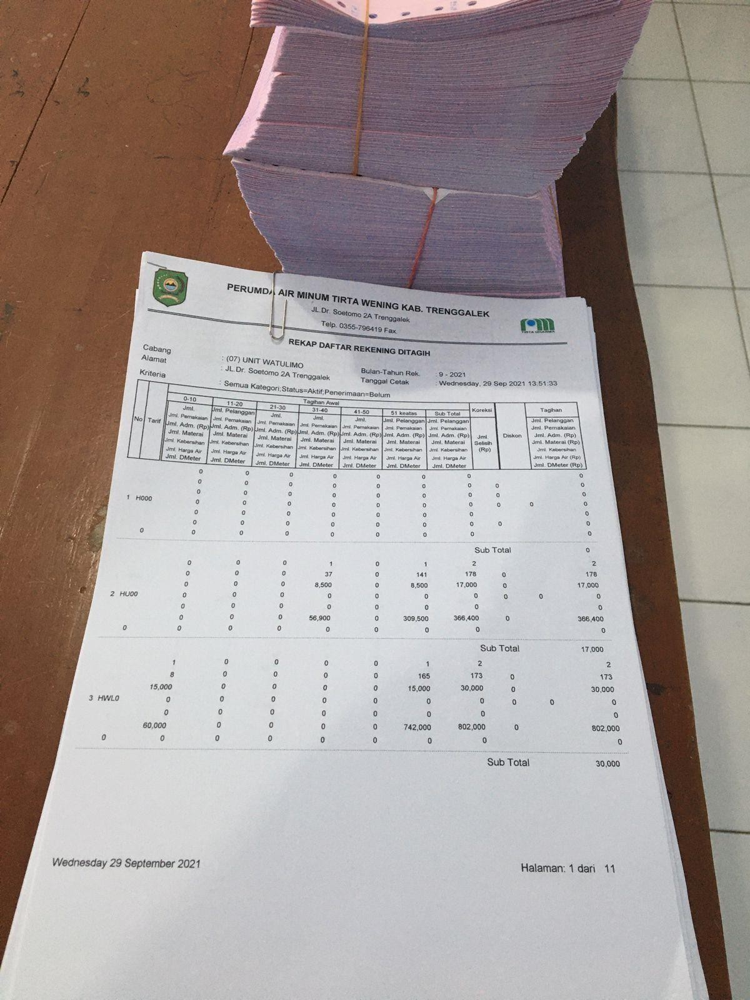 PERUMDA AIR MINUM TIRTA WENING KAB. TRENGGALEK
JL.Dr. Soetomo 2A Trenggalek
Telp. 0355-796419 Fax.
TIRTA DHARMA
REKAP DAFTAR REKENING DITAGIH
Cabang : (07) UNIT WATULIMO Bulan-Tahun Rek. : 9 - 2021
Alamat : JL.Dr. Soetomo 2A Trenggalek Tanggal Cetak : Wednesday, 29 Sep 2021 13:51:33
Kriteria : Semua Kategori;Status=Aktif;Penerimaan=Belum
No Tarif Tagihan Awal Koreksi Diskon Tagihan
0-10 11-20 21-30 31-40 41-50 51 keatas Sub Total
Jml. Jml. Pelanggan Jml. Jml. Jml. Jml. Pelanggan Jml. Pelanggan Jml. Pelanggan
Jml. Pemakaian Jml. Pemakaian Jml. Pemakaian Jml. Pemakaian Jml. Pemakaian Jml. Pemakaian Jml. Pemakaian Jml. Pemakaian
Jml. Adm. (Rp) Jml. Adm. (Rp) Jml. Adm. (Rp) Jml. Adm. (Rp) Jml. Adm. (Rp) Jml. Adm. (Rp) Jml. Adm. (Rp) Jml. Selisih (Rp) Jml. Adm. (Rp)
Jml. Materai Jml. Materai Jml. Materai Jml. Materai Jml. Materai Jml. Materai Jml. Materai Jml. Materai (Rp)
Jml. Kebersihan Jml. Kebersihan Jml. Kebersihan Jml. Kebersihan Jml. Kebersihan Jml. Kebersihan Jml. Kebersihan Jml. Kebersihan
Jml. Harga Air Jml. Harga Air Jml. Harga Air Jml. Harga Air Jml. Harga Air Jml. Harga Air Jml. Harga Air Jml. Harga Air (Rp)
Jml. DMeter Jml. DMeter Jml. DMeter Jml. DMeter Jml. DMeter Jml. DMeter Jml. DMeter Jml. DMeter (Rp)
0 0 0 0 0 0 0 0
0 0 0 0 0 0 0 0 0
0 0 0 0 0 0 0 0 0
1 H000 0 0 0 0 0 0 0 0 0 0
0 0 0 0 0 0 0 0
0 0 0 0 0 0 0 0 0
0 0 0 0 0 0 0 0 0
Sub Total 0
0 0 0 1 0 1 2 2
0 0 0 37 0 141 178 0 178
0 0 0 8,500 0 8,500 17,000 0 17,000
2 HU00 0 0 0 0 0 0 0 0 0 0
0 0 0 0 0 0 0 0
0 0 0 56,900 0 309,500 366,400 0 366,400
0 0 0 0 0 0 0 0 0
Sub Total 17,000
1 0 0 0 0 1 2 2
8 0 0 0 0 165 173 0 173
15,000 0 0 0 0 15,000 30,000 0 30,000
3 HWL0 0 0 0 0 0 0 0 0 0 0
0 0 0 0 0 0 0 0
60,000 0 0 0 0 742,000 802,000 0 802,000
0 0 0 0 0 0 0 0 0
Sub Total 30,000
Wednesday 29 September 2021 Halaman: 1 dari 11